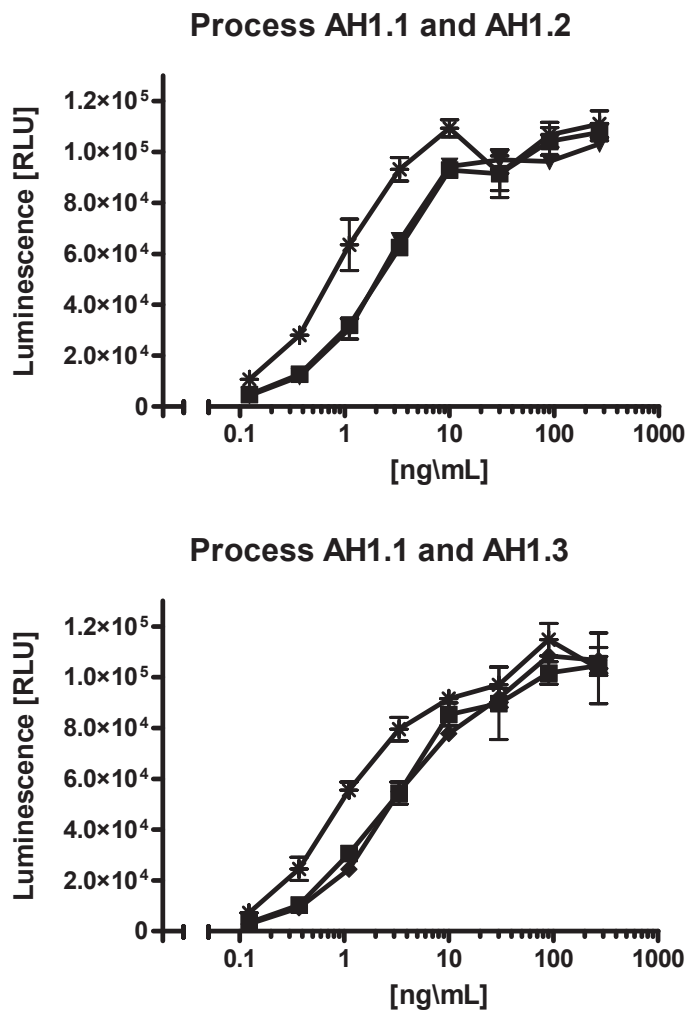 Process AH1.1 and AH1.2
Luminescence [RLU]
1.2×10⁵
1.0×10⁵
8.0×10⁴
6.0×10⁴
4.0×10⁴
2.0×10⁴
0
0.1 1 10 100 1000
[ng\mL]
Process AH1.1 and AH1.3
Luminescence [RLU]
1.2×10⁵
1.0×10⁵
8.0×10⁴
6.0×10⁴
4.0×10⁴
2.0×10⁴
0
0.1 1 10 100 1000
[ng\mL]